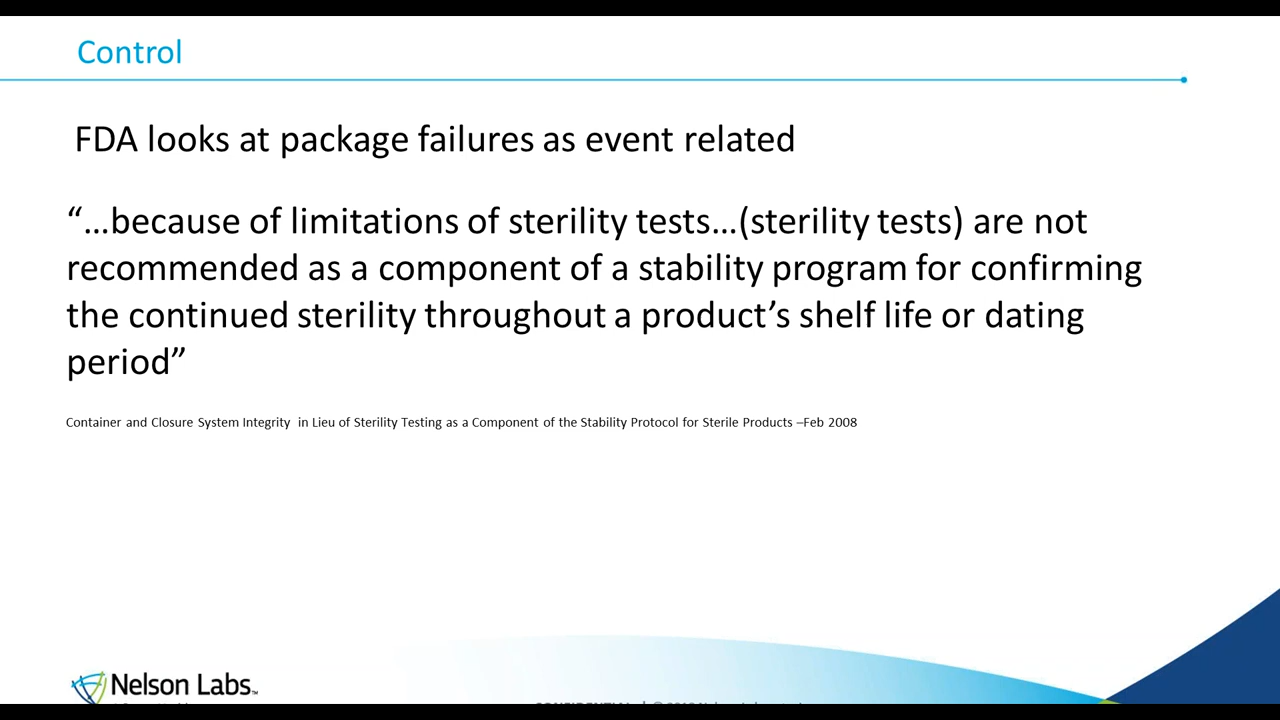 Control
FDA looks at package failures as event related
“…because of limitations of sterility tests…(sterility tests) are not
recommended as a component of a stability program for confirming
the continued sterility throughout a product’s shelf life or dating
period”
Container and Closure System Integrity  in Lieu of Sterility Testing as a Component of the Stability Protocol for Sterile Products –Feb 2008
Nelson Labs™